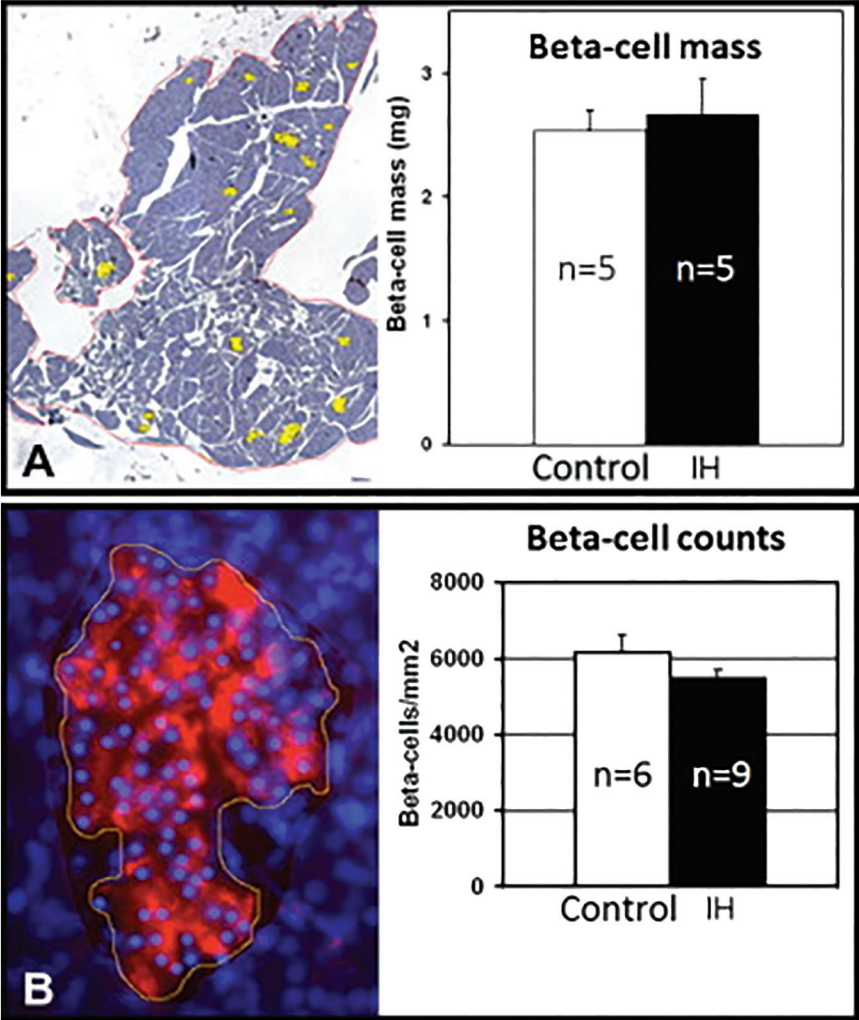 A
Beta-cell mass
Beta-cell mass (mg)
3
2
1
0
n=5
n=5
Control
IH
B
Beta-cell counts
Beta-cells/mm2
8000
6000
4000
2000
0
n=6
n=9
Control
IH